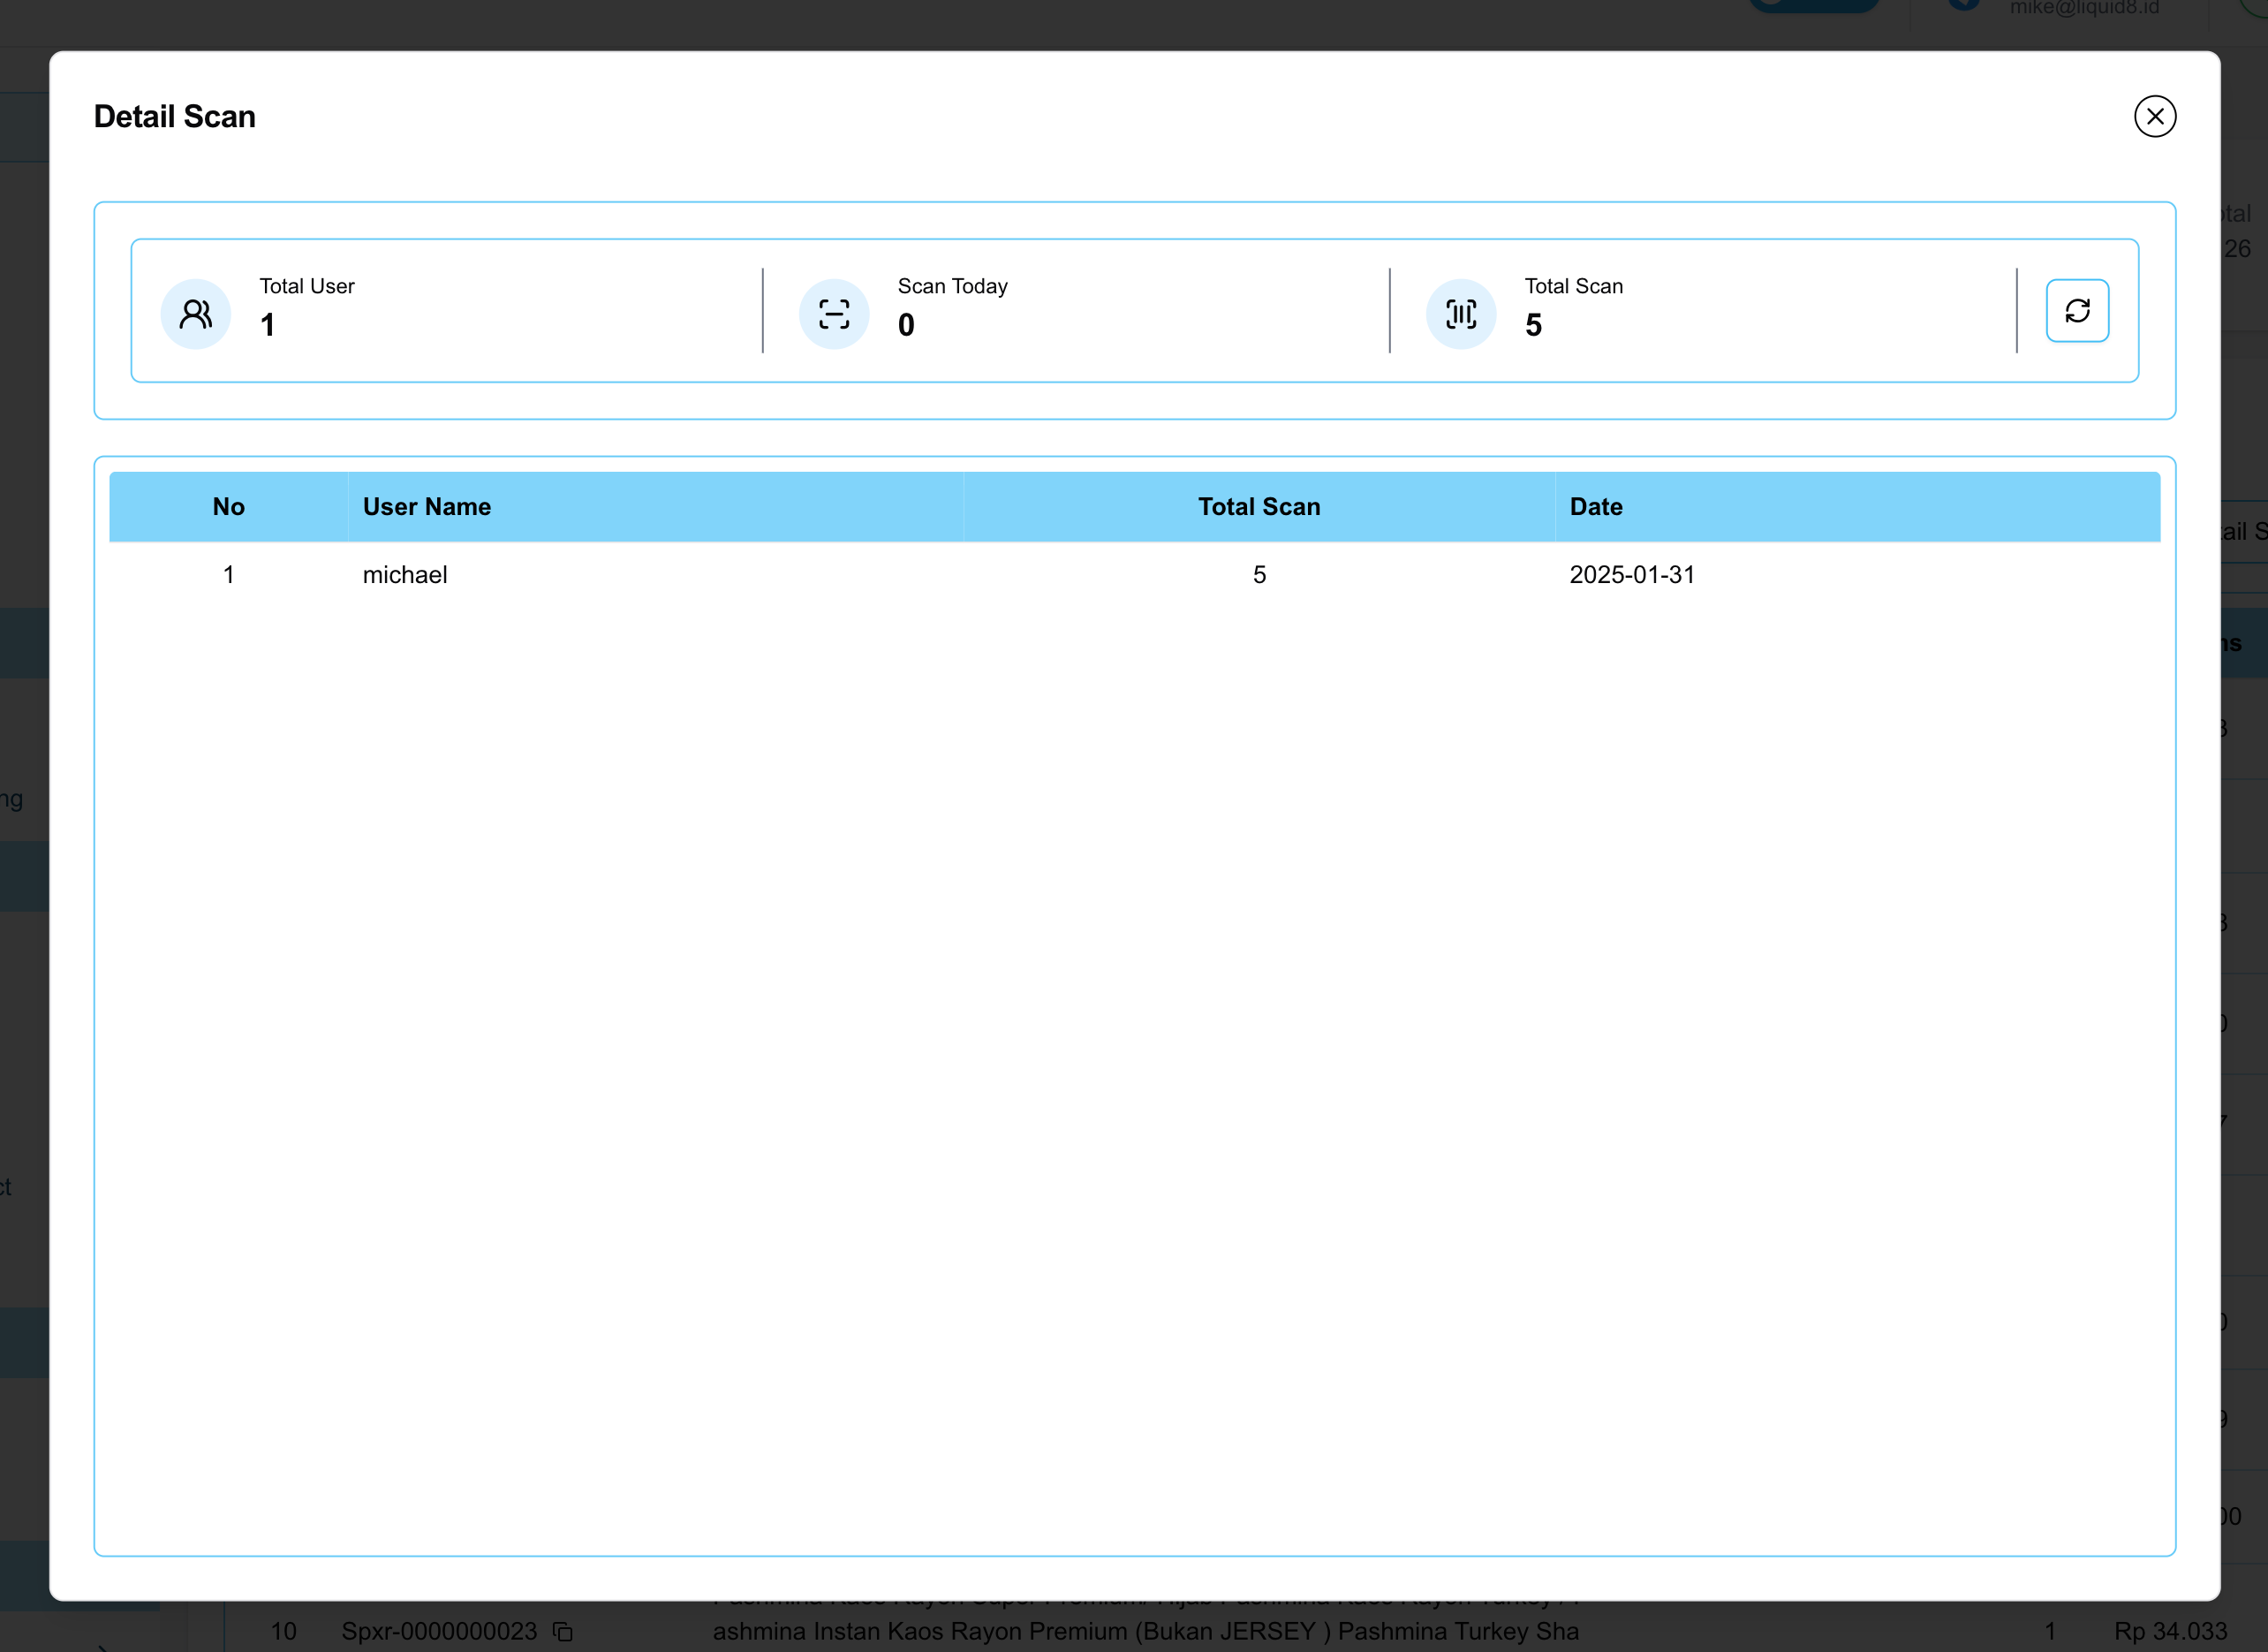 mike@liquid8.id
Detail Scan
Total User
1
Scan Today
0
Total Scan
5
26
No User Name Total Scan Date
1 michael 5 2025-01-31
10 Spxr-0000000023 ashmina Instan Kaos Rayon Premium (Bukan JERSEY ) Pashmina Turkey Sha 1 Rp 34.033